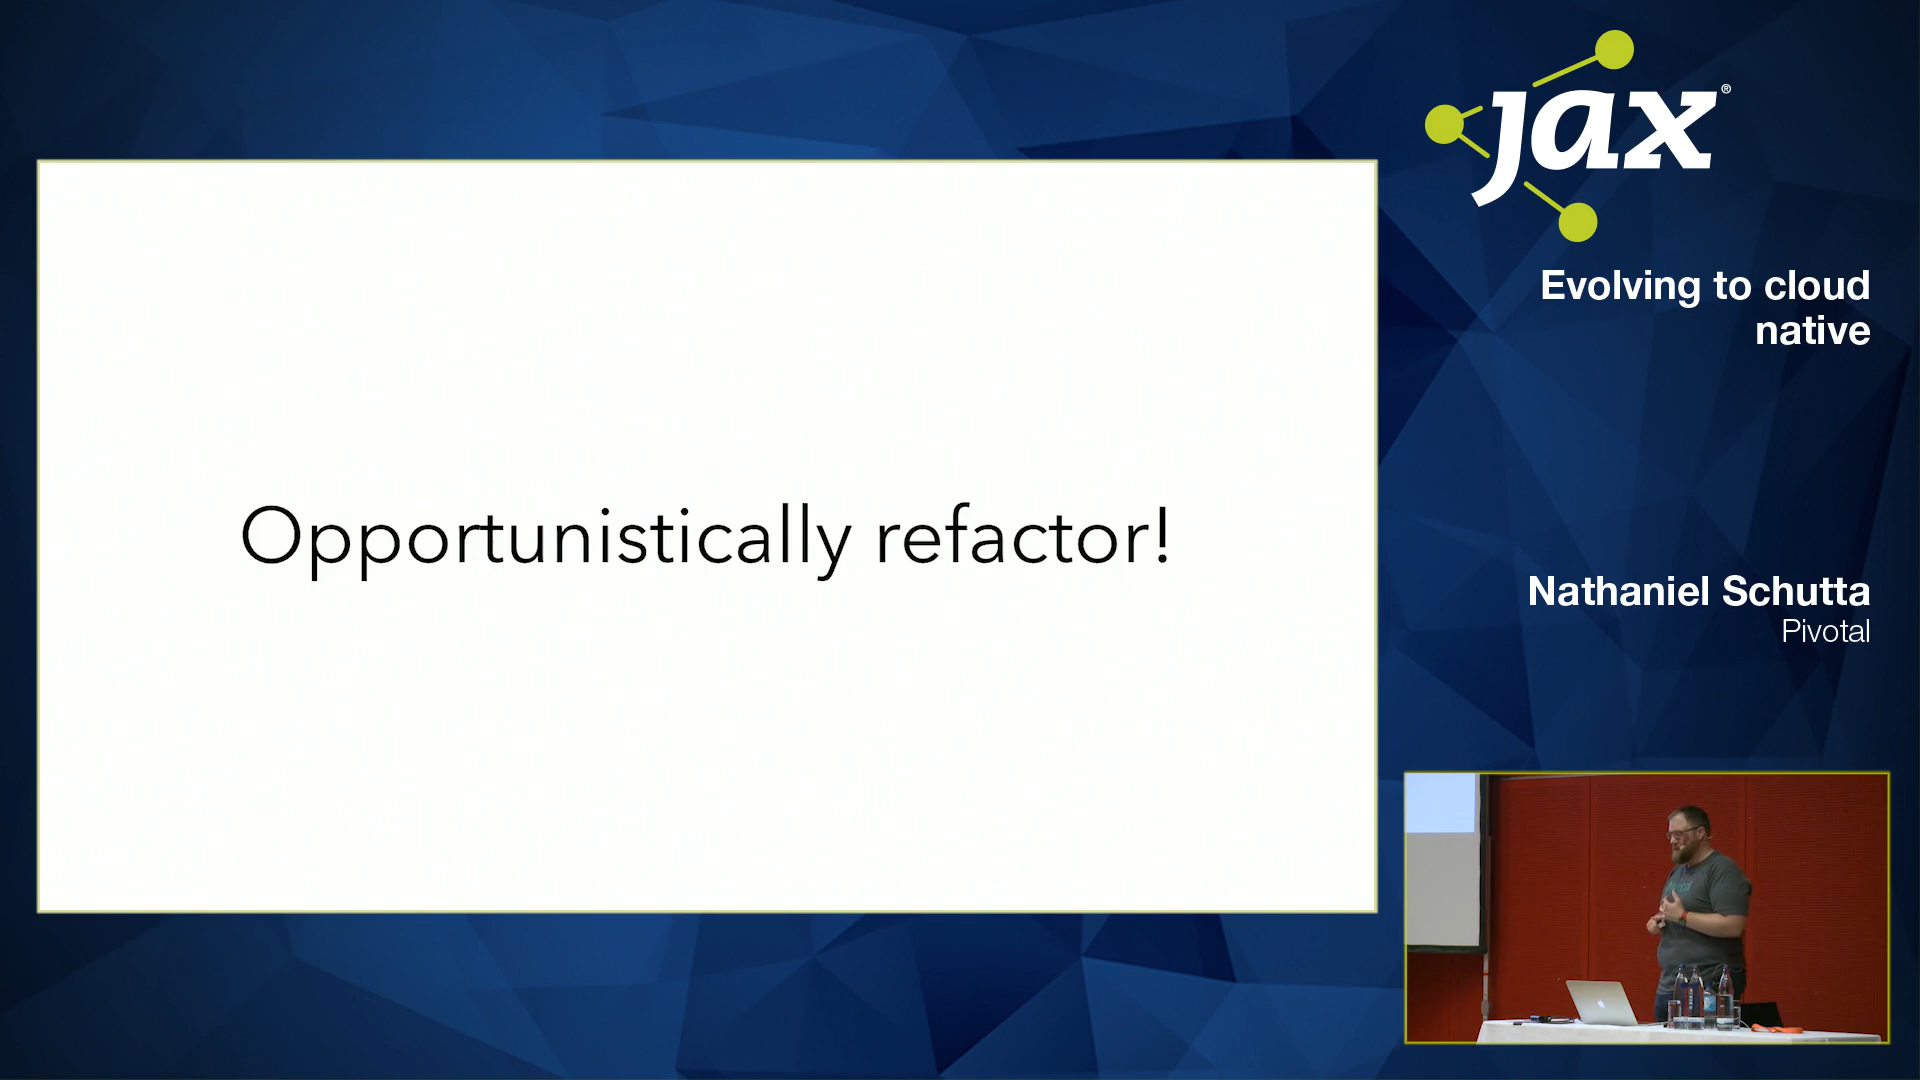 Opportunistically refactor!
jax®
Evolving to cloud
native
Nathaniel Schutta
Pivotal